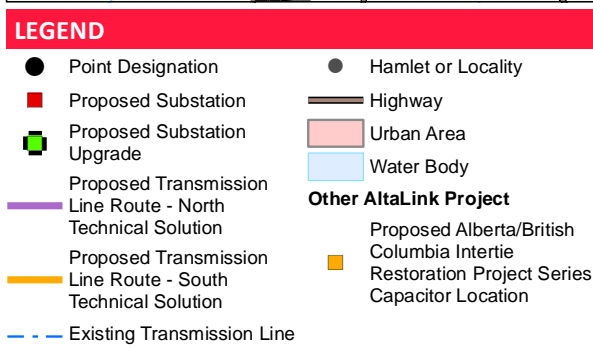 LEGEND
Point Designation
Proposed Substation
Proposed Substation
Upgrade
Proposed Transmission
Line Route - North
Technical Solution
Proposed Transmission
Line Route - South
Technical Solution
Existing Transmission Line
Hamlet or Locality
Highway
Urban Area
Water Body
Other AltaLink Project
Proposed Alberta/British
Columbia Intertie
Restoration Project Series
Capacitor Location